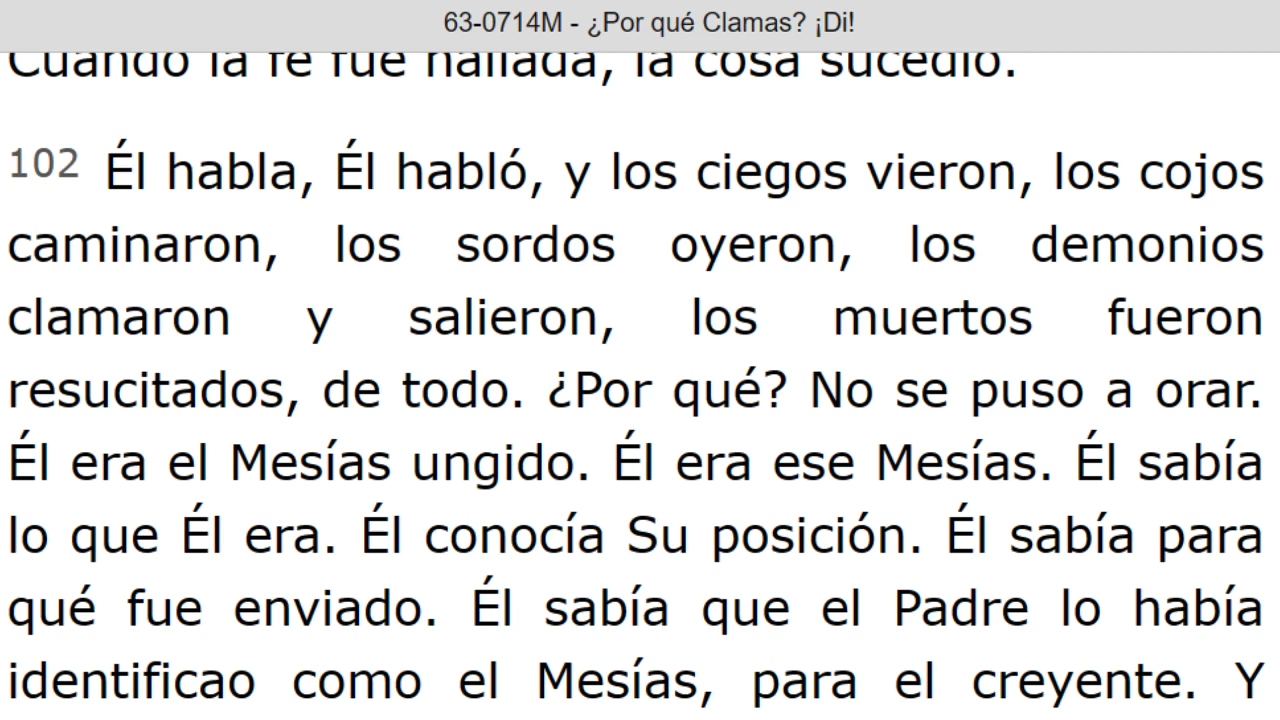 63-0714M - ¿Por qué Clamas? ¡Di!
Cuando la fe fue hallada, la cosa sucedió.
102 Él habla, Él habló, y los ciegos vieron, los cojos
caminaron, los sordos oyeron, los demonios
clamaron y salieron, los muertos fueron
resucitados, de todo. ¿Por qué? No se puso a orar.
Él era el Mesías ungido. Él era ese Mesías. Él sabía
lo que Él era. Él conocía Su posición. Él sabía para
qué fue enviado. Él sabía que el Padre lo había
identificao como el Mesías, para el creyente. Y